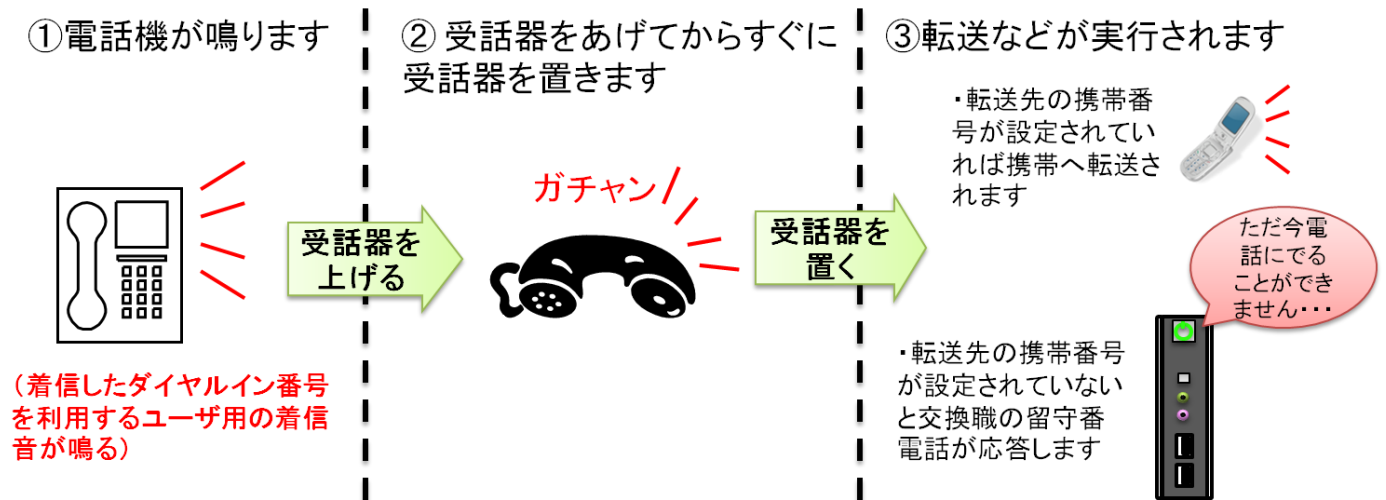 ①電話機が鳴ります
(着信したダイヤルイン番号
を利用するユーザ用の着信
音が鳴る)
受話器を
上げる
② 受話器をあげてからすぐに
受話器を置きます
ガチャン
受話器を
置く
③転送などが実行されます
・転送先の携帯番
号が設定されてい
れば携帯へ転送さ
れます
ただ今電
話にでる
ことができ
ません・・・
・転送先の携帯番号
が設定されていない
と交換職の留守番
電話が応答します